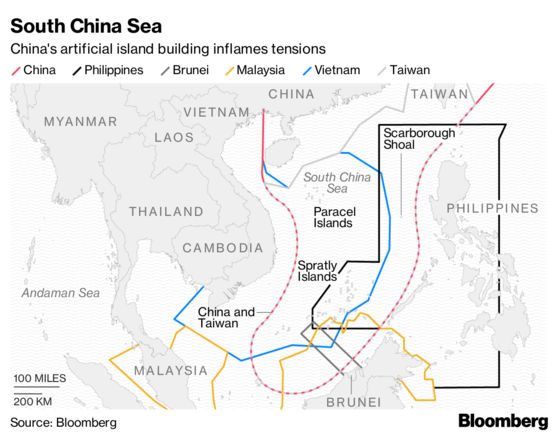 South China Sea
China's artificial island building inflames tensions
China Philippines Brunei Malaysia Vietnam Taiwan
CHINA
TAIWAN
MYANMAR
VIETNAM
LAOS
Scarborough
Shoal
South China
Sea
THAILAND
Paracel
Islands
PHILIPPINES
CAMBODIA
Spratly
Islands
Andaman Sea
China and
Taiwan
MALAYSIA
100 MILES
200 KM
BRUNEI
Source: Bloomberg
Bloomberg